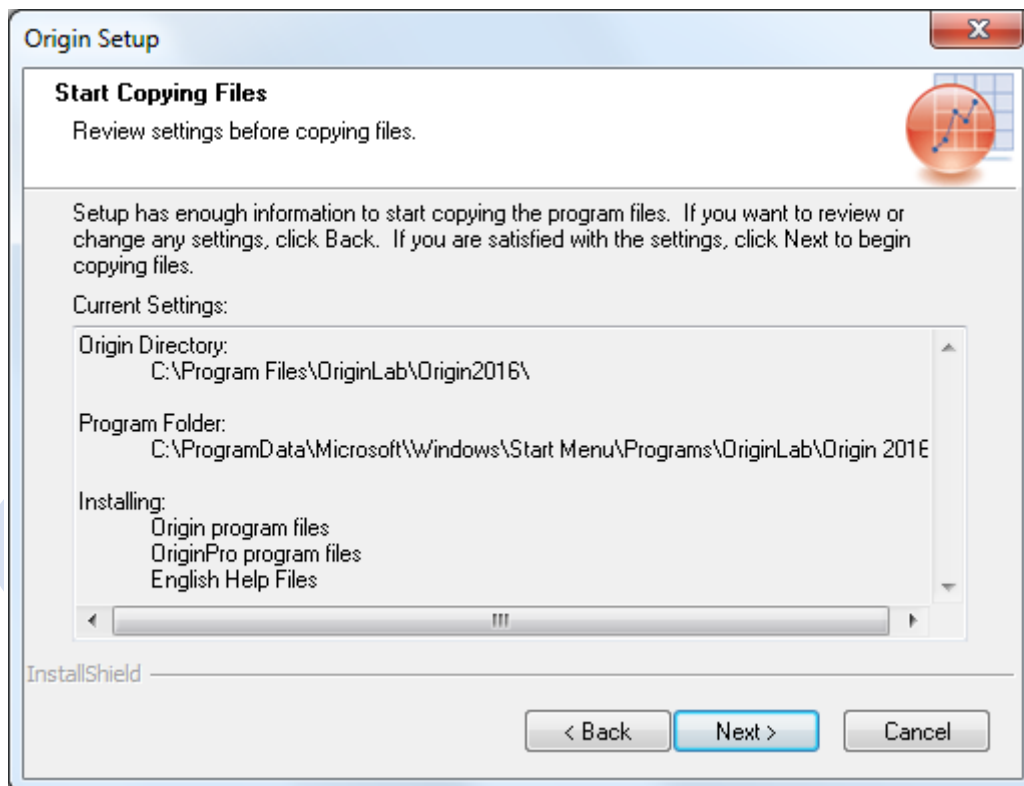 Origin Setup
Start Copying Files
Review settings before copying files.
Setup has enough information to start copying the program files.  If you want to review or
change any settings, click Back.  If you are satisfied with the settings, click Next to begin
copying files.
Current Settings:
Origin Directory:
C:\Program Files\OriginLab\Origin2016\
Program Folder:
C:\ProgramData\Microsoft\Windows\Start Menu\Programs\OriginLab\Origin 2016
Installing:
Origin program files
OriginPro program files
English Help Files
InstallShield
< Back
Next >
Cancel